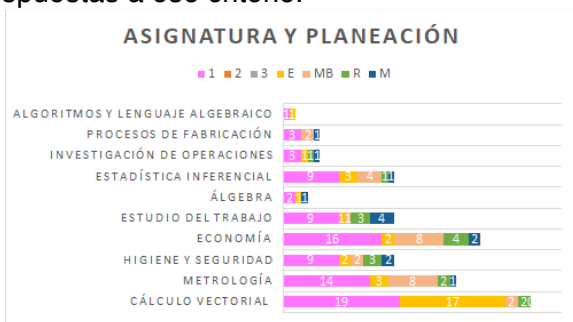 spuestas a ese criterio.
ASIGNATURA Y PLANEACIÓN
1 2 3 E MB R M
ALGORITMOS Y LENGUAJE ALGEBRAICO 1 1
PROCESOS DE FABRICACIÓN 3 2 1
INVESTIGACIÓN DE OPERACIONES 3 1 1 1
ESTADÍSTICA INFERENCIAL 9 3 4 1 1
ÁLGEBRA 2 1 1
ESTUDIO DEL TRABAJO 9 1 1 3 4
ECONOMÍA 16 2 8 4 2
HIGIENE Y SEGURIDAD 9 2 2 3 2
METROLOGÍA 14 3 8 2 1
CÁLCULO VECTORIAL 19 17 2 2 0